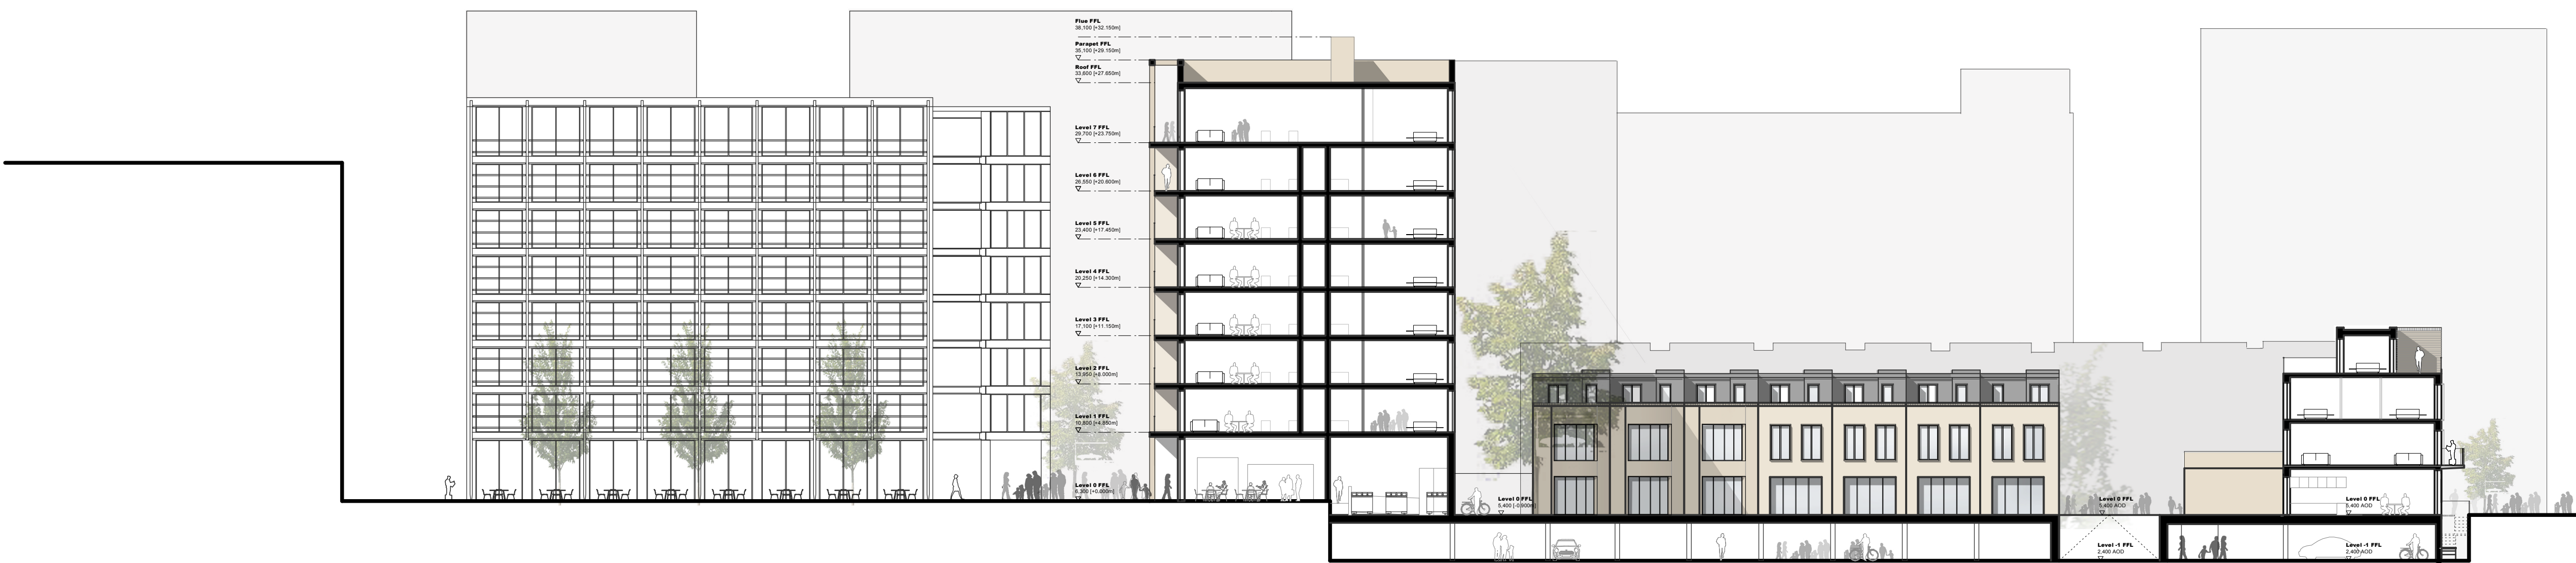 Flue FFL
38,100 [+32.150m]
Parapet FFL
35,100 [+29.150m]
Roof FFL
33,600 [+27.650m]
Level 7 FFL
29,700 [+23.750m]
Level 6 FFL
26,550 [+20.600m]
Level 5 FFL
23,400 [+17.450m]
Level 4 FFL
20,250 [+14.300m]
Level 3 FFL
17,100 [+11.150m]
Level 2 FFL
13,950 [+8.000m]
Level 1 FFL
10,800 [+4.850m]
Level 0 FFL
6,300 [+0.000m]
Level 0 FFL
5,400 [-0.900m]
Level 0 FFL
5,400 AOD
Level 0 FFL
5,400 AOD
Level -1 FFL
2,400 AOD
Level -1 FFL
2,400 AOD